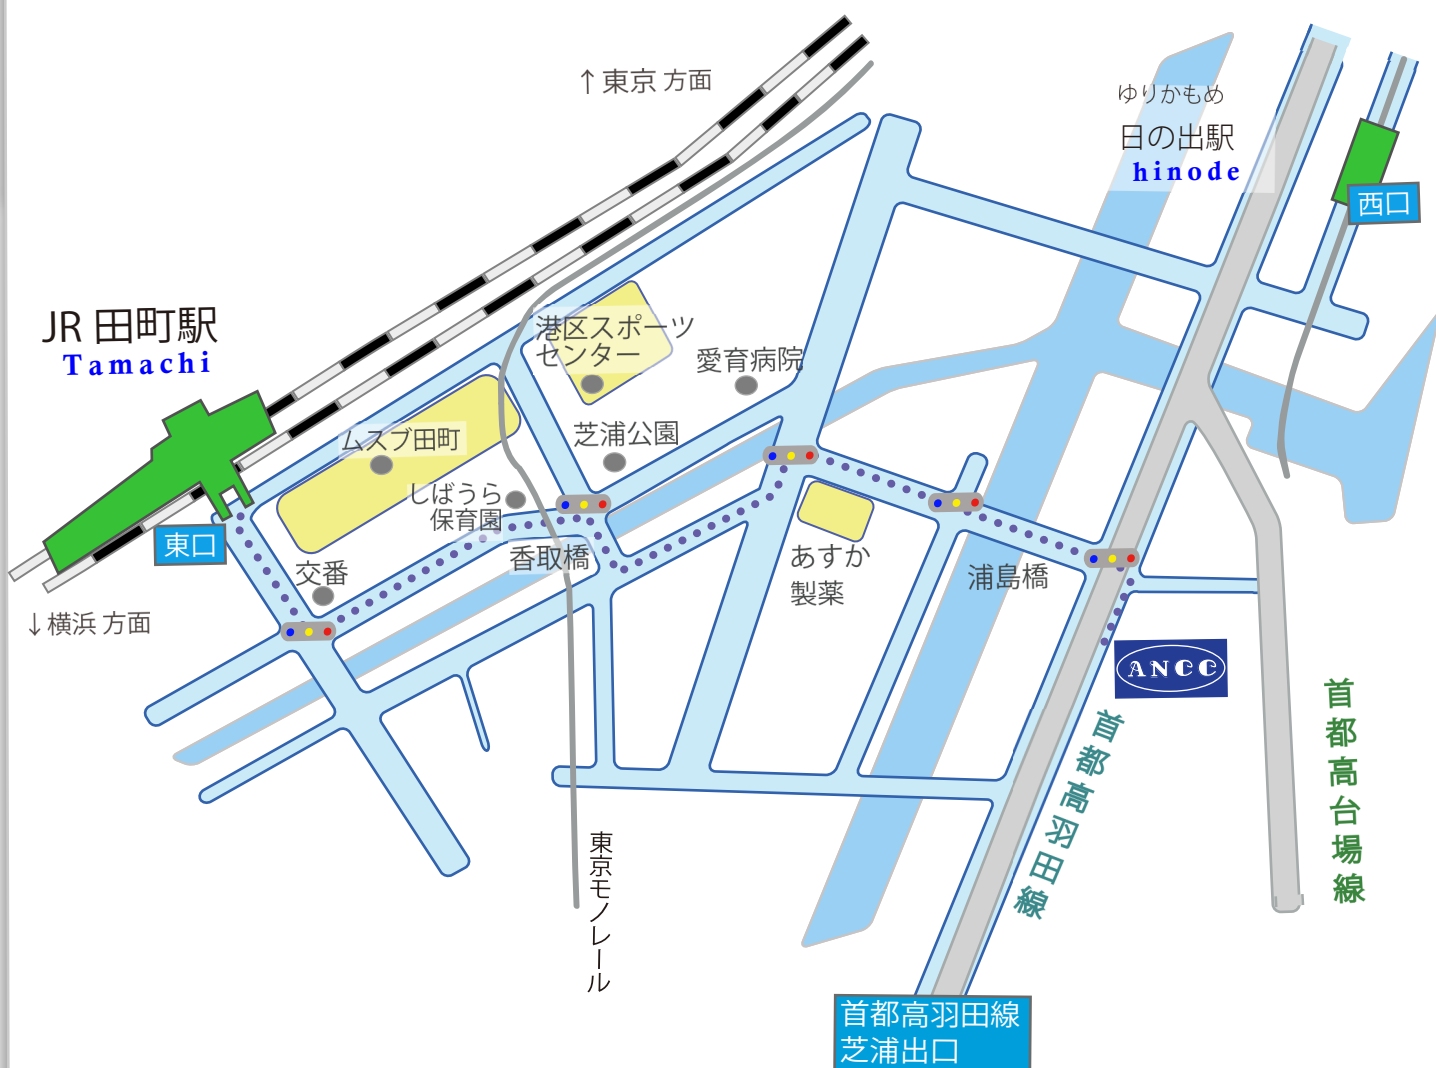 ↑東京 方面
ゆりかもめ
日の出駅
hinode
西口
JR 田町駅
Tamachi
港区スポーツ
センター
愛育病院
ムスブ田町
芝浦公園
しばうら
保育園
東口
香取橋
交番
あすか
製薬
浦島橋
↓横浜 方面
ANCC
首都高羽田線
首都高台場線
東京モノレール
首都高羽田線
芝浦出口